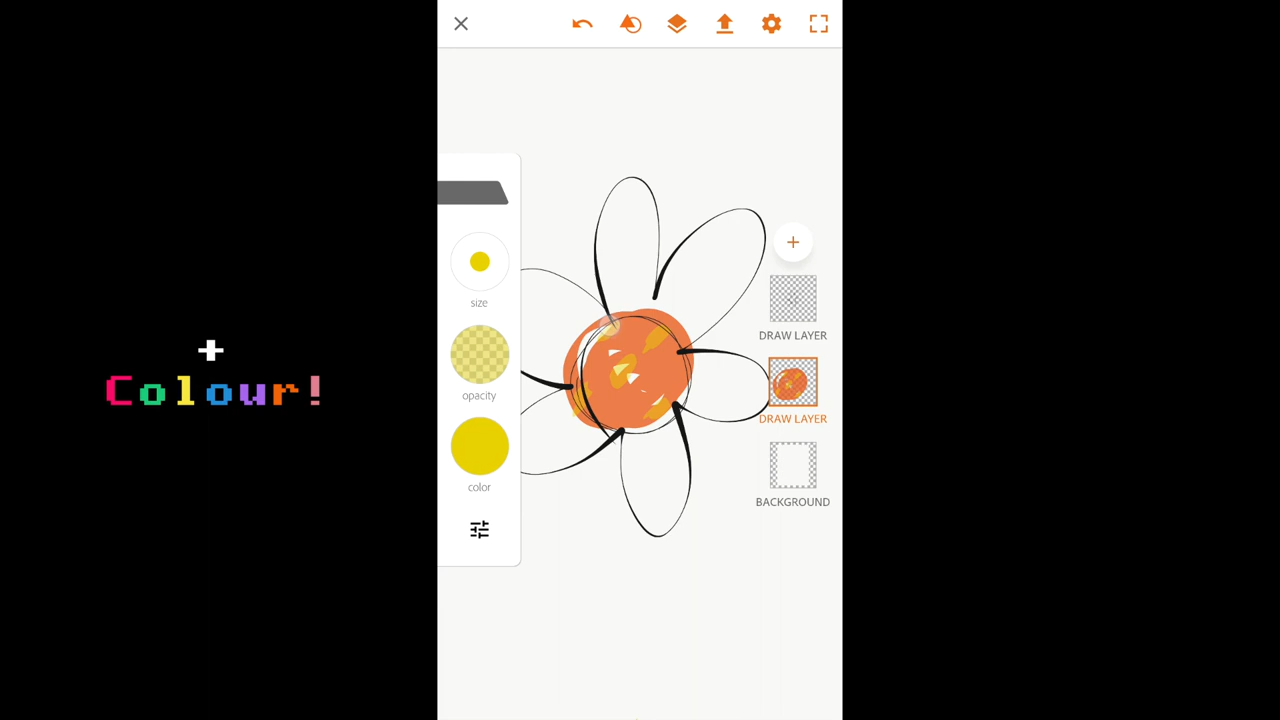 +
Colour!
size
opacity
color
+
DRAW LAYER
DRAW LAYER
BACKGROUND